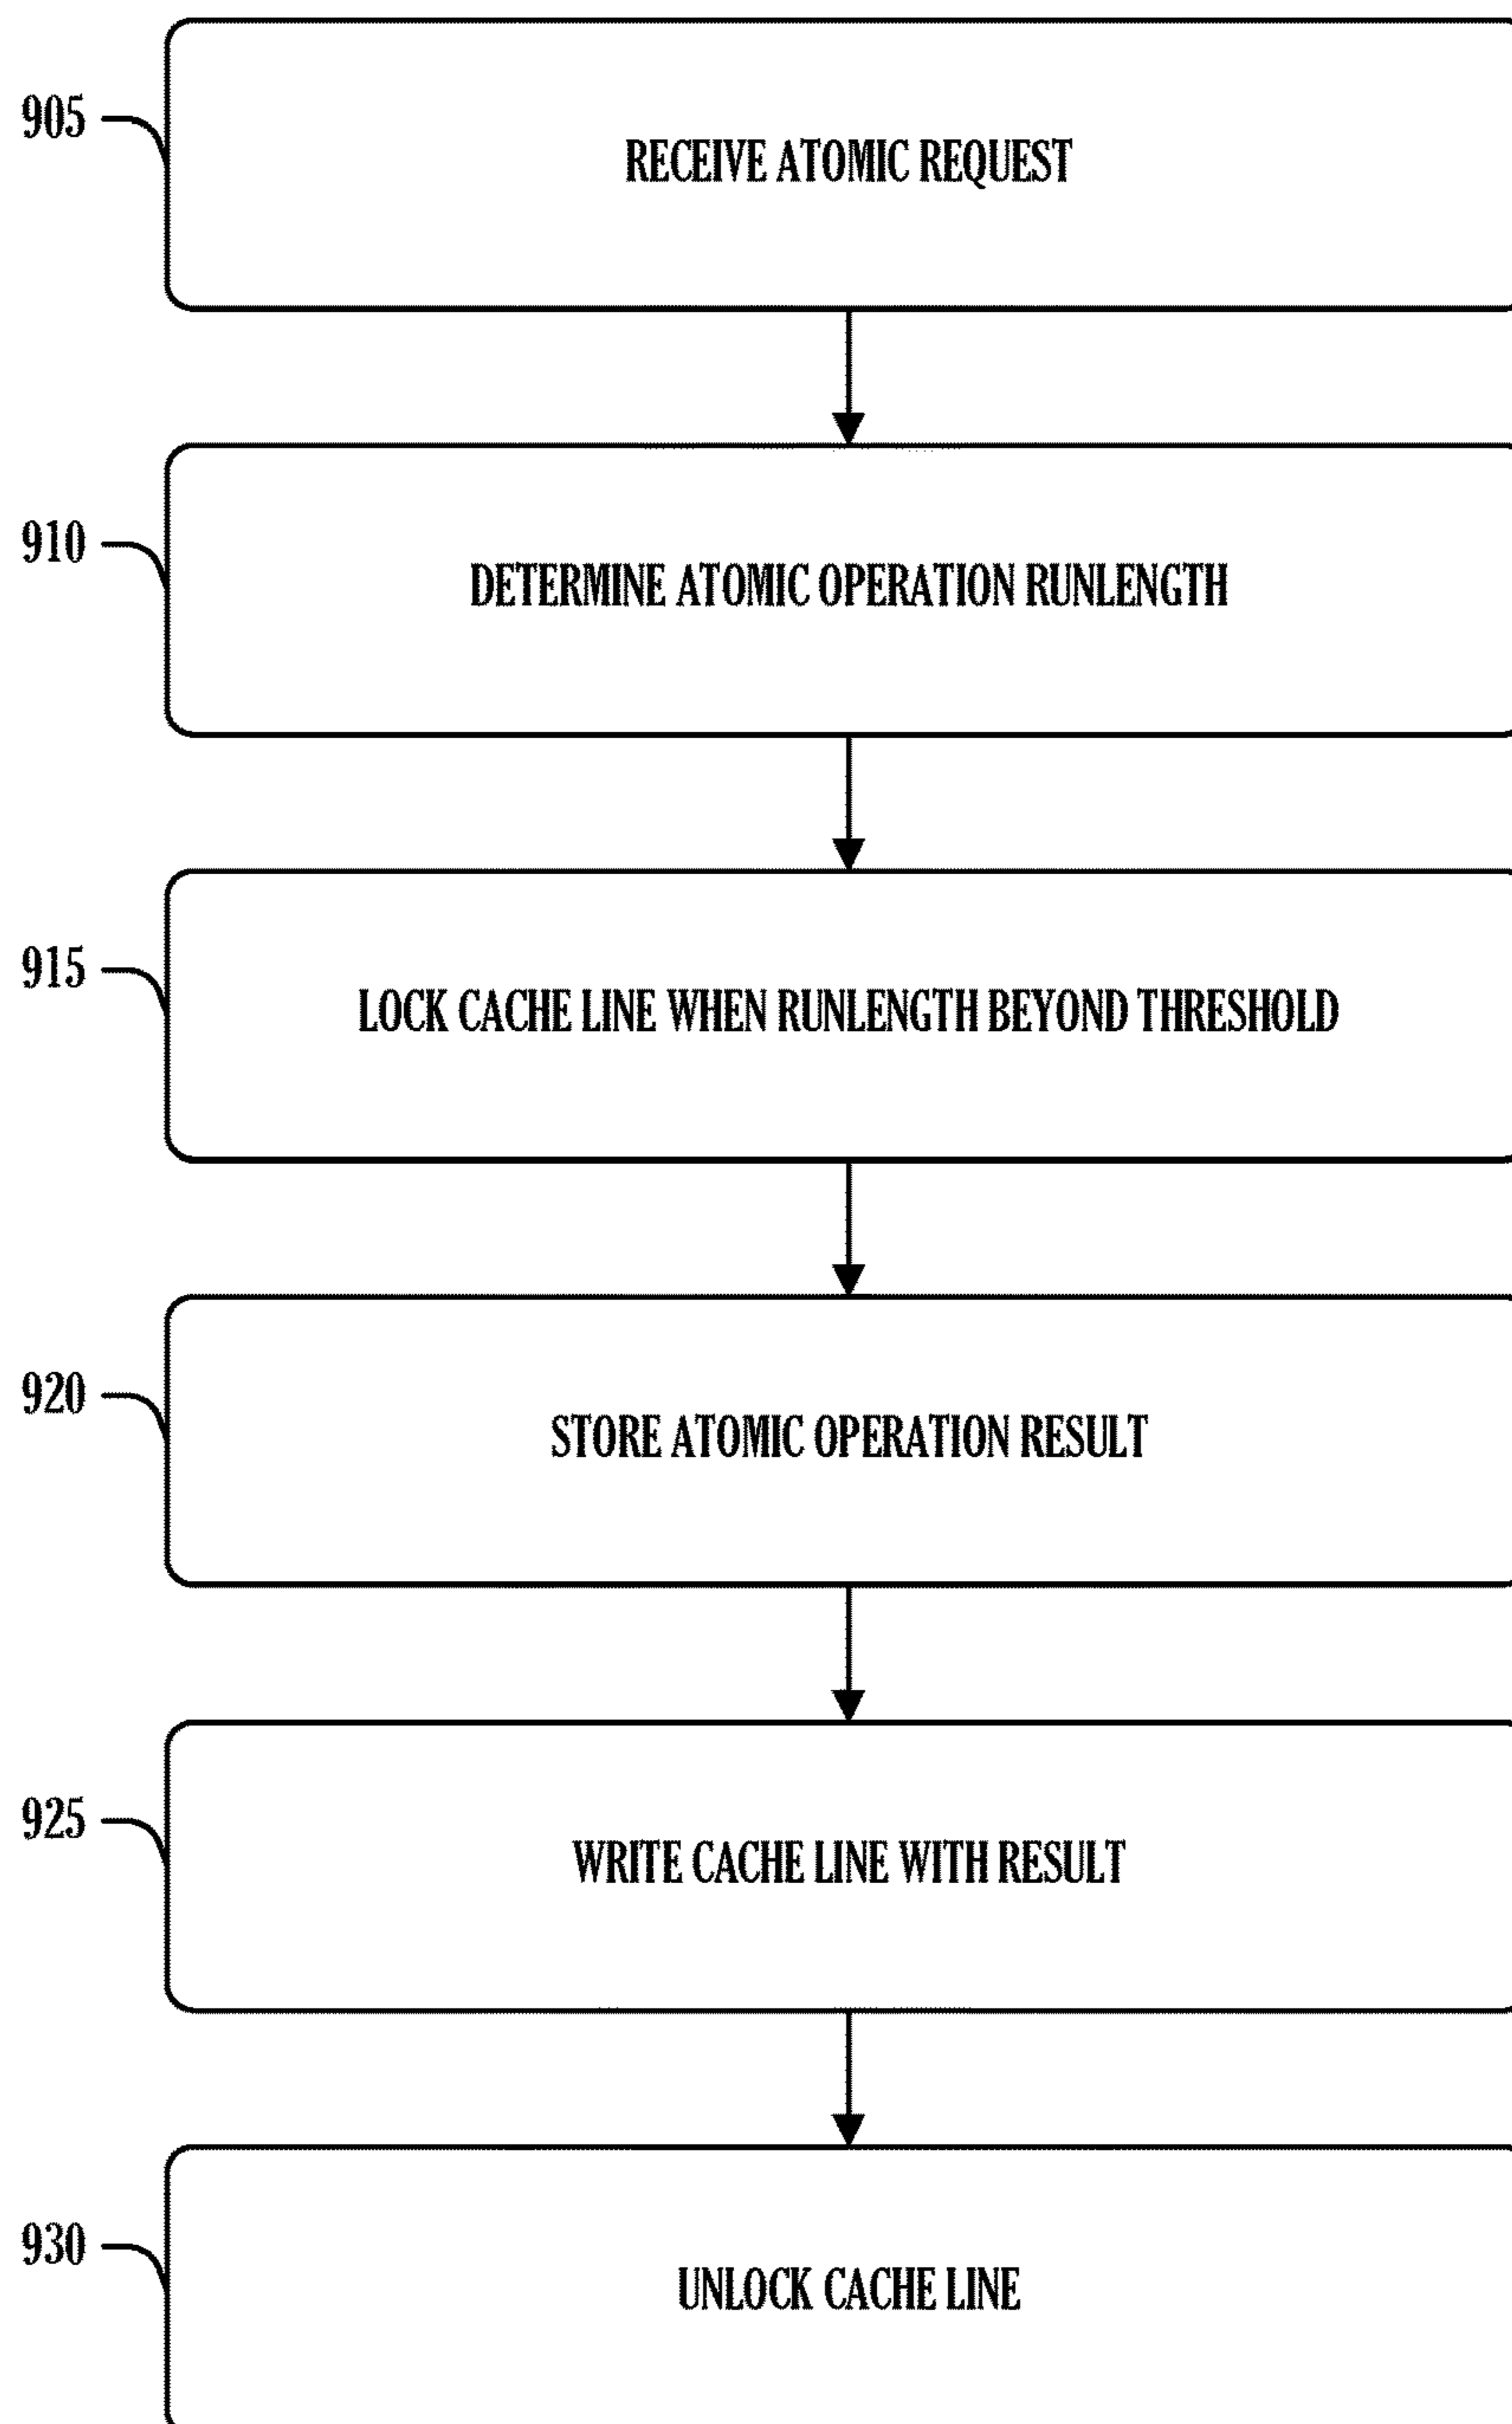 905
RECEIVE ATOMIC REQUEST
910
DETERMINE ATOMIC OPERATION RUNLENGTH
915
LOCK CACHE LINE WHEN RUNLENGTH BEYOND THRESHOLD
920
STORE ATOMIC OPERATION RESULT
925
WRITE CACHE LINE WITH RESULT
930
UNLOCK CACHE LINE